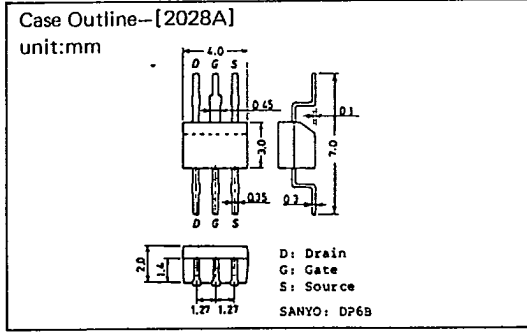 Case Outline–[2028A]
unit:mm
4.0
D G S
0.45
0.1
3.0
7.0
0.35
0.3
D G S
2.0
1.4
1.27 1.27
D: Drain
G: Gate
S: Source
SANYO: DP6B